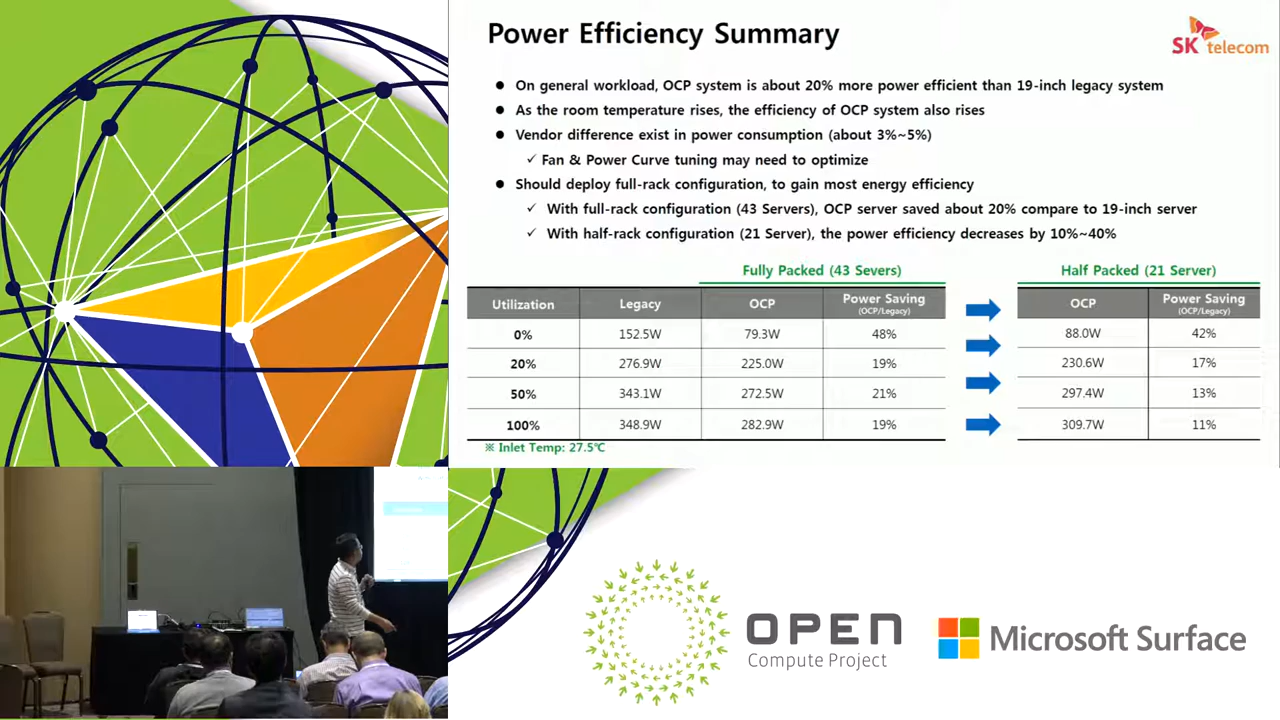 Power Efficiency Summary
SK telecom
● On general workload, OCP system is about 20% more power efficient than 19-inch legacy system
● As the room temperature rises, the efficiency of OCP system also rises
● Vendor difference exist in power consumption (about 3%~5%)
✓ Fan & Power Curve tuning may need to optimize
● Should deploy full-rack configuration, to gain most energy efficiency
✓ With full-rack configuration (43 Servers), OCP server saved about 20% compare to 19-inch server
✓ With half-rack configuration (21 Server), the power efficiency decreases by 10%~40%
Fully Packed (43 Severs) Half Packed (21 Server)
Utilization Legacy OCP Power Saving (OCP/Legacy) OCP Power Saving (OCP/Legacy)
0% 152.5W 79.3W 48% 88.0W 42%
20% 276.9W 225.0W 19% 230.6W 17%
50% 343.1W 272.5W 21% 297.4W 13%
100% 348.9W 282.9W 19% 309.7W 11%
※ Inlet Temp: 27.5℃
OPEN
Compute Project
Microsoft Surface